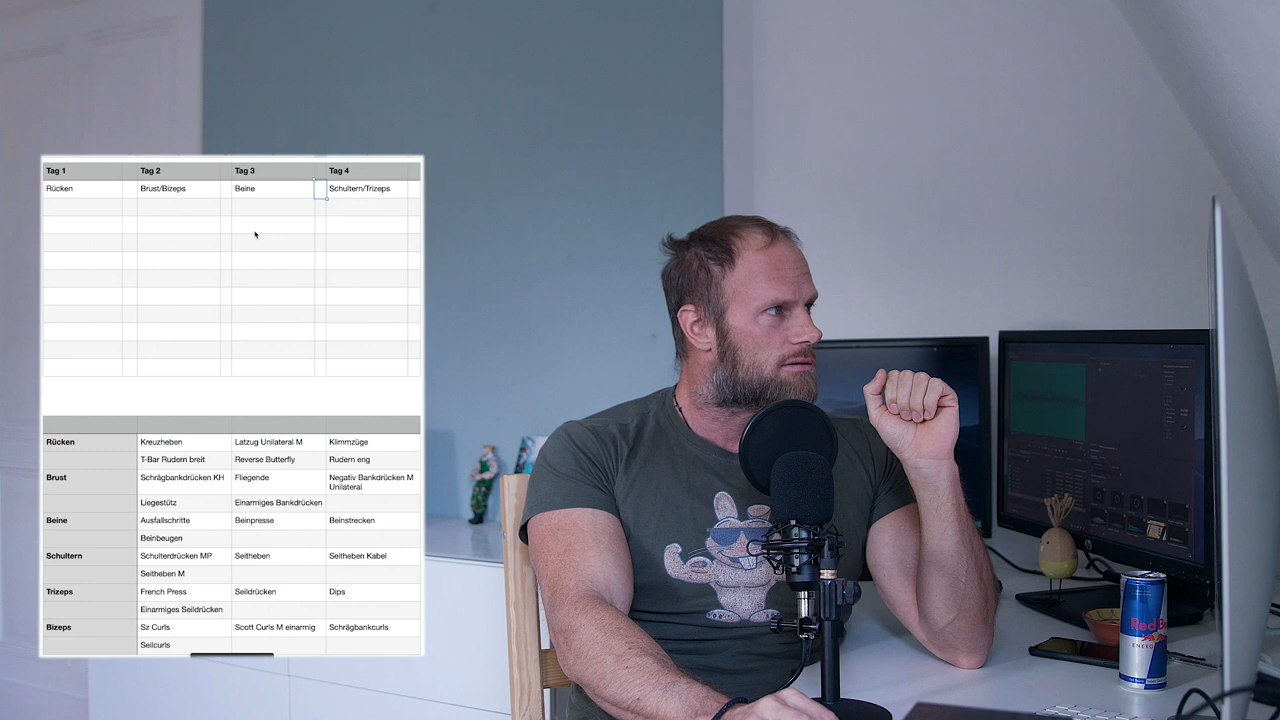 Tag 1 Tag 2 Tag 3 Tag 4
Rücken Brust/Bizeps Beine Schultern/Trizeps
Rücken Kreuzheben Latzug Unilateral M Klimmzüge
T-Bar Rudern breit Reverse Butterfly Rudern eng
Brust Schrägbankdrücken KH Fliegende Negativ Bankdrücken M
Unilateral
Liegestütz Einarmiges Bankdrücken
Beine Ausfallschritte Beinpresse Beinstrecken
Beinbeugen
Schultern Schulterdrücken MP Seitheben Seitheben Kabel
Seitheben M
Trizeps French Press Seildrücken Dips
Einarmiges Seildrücken
Bizeps Sz Curls Scott Curls M einarmig Schrägbankcurls
Seilcurls
Red